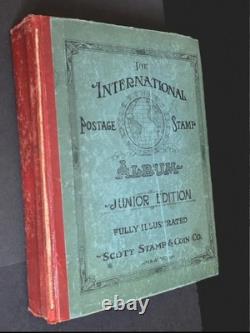 THE
INTERNATIONAL
POSTAGE STAMP
ALBUM
JUNIOR EDITION
FULLY ILLUSTRATED
SCOTT STAMP & COIN CO.